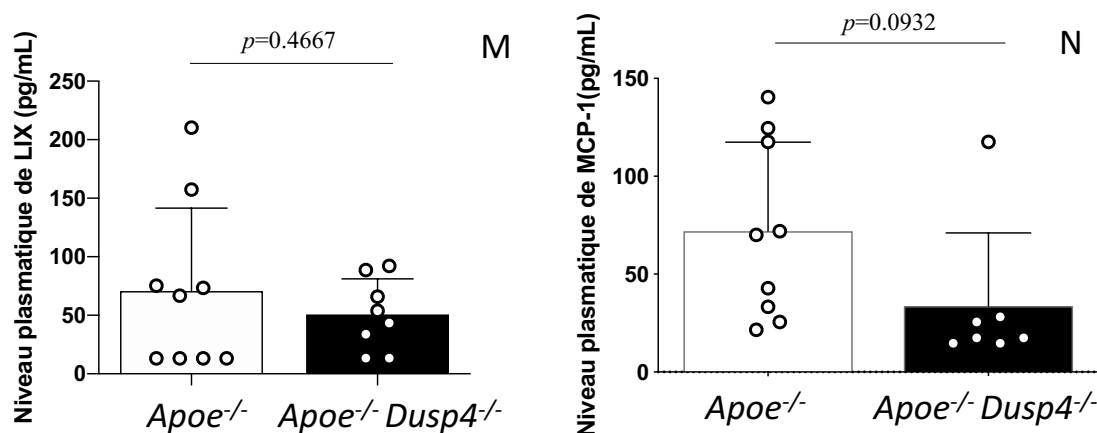 p=0.4667
M
Niveau plasmatique de LIX (pg/mL)
250
200
150
100
50
0
Apoe-/-
Apoe-/- Dusp4-/-
p=0.0932
N
Niveau plasmatique de MCP-1(pg/mL)
150
100
50
0
Apoe-/-
Apoe-/- Dusp4-/-